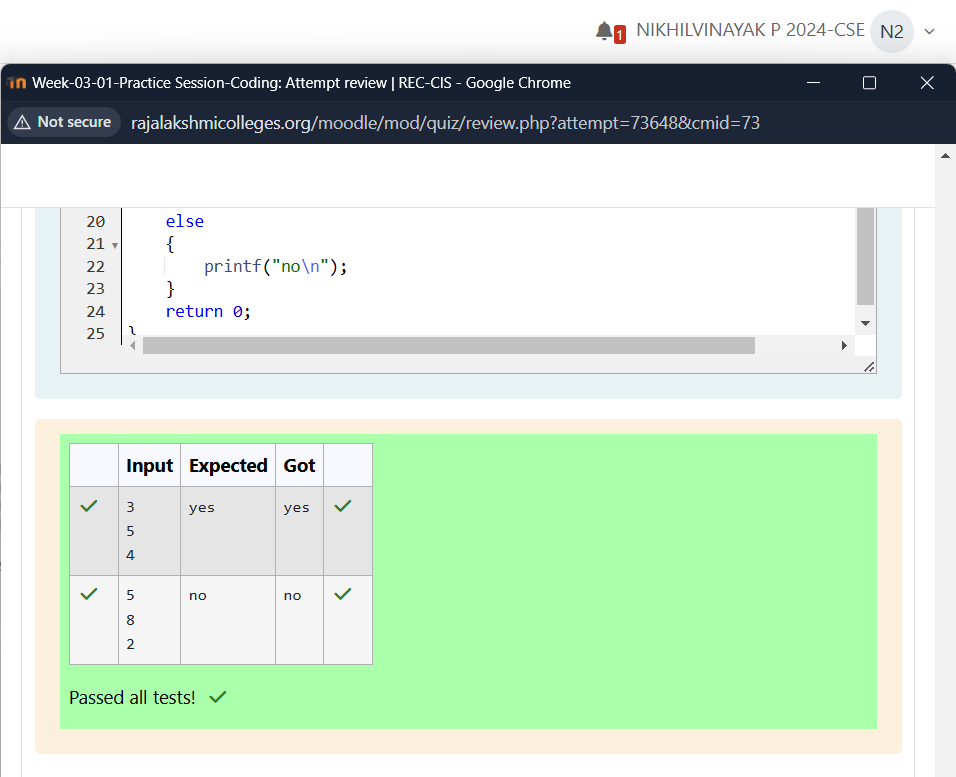 1 NIKHILVINAYAK P 2024-CSE N2
Week-03-01-Practice Session-Coding: Attempt review | REC-CIS - Google Chrome
Not secure rajalakshmicolleges.org/moodle/mod/quiz/review.php?attempt=73648&cmid=73
20 else
21 {
22 printf("no\n");
23 }
24 return 0;
25 }
Input Expected Got
3 yes yes
5
4
5 no no
8
2
Passed all tests!